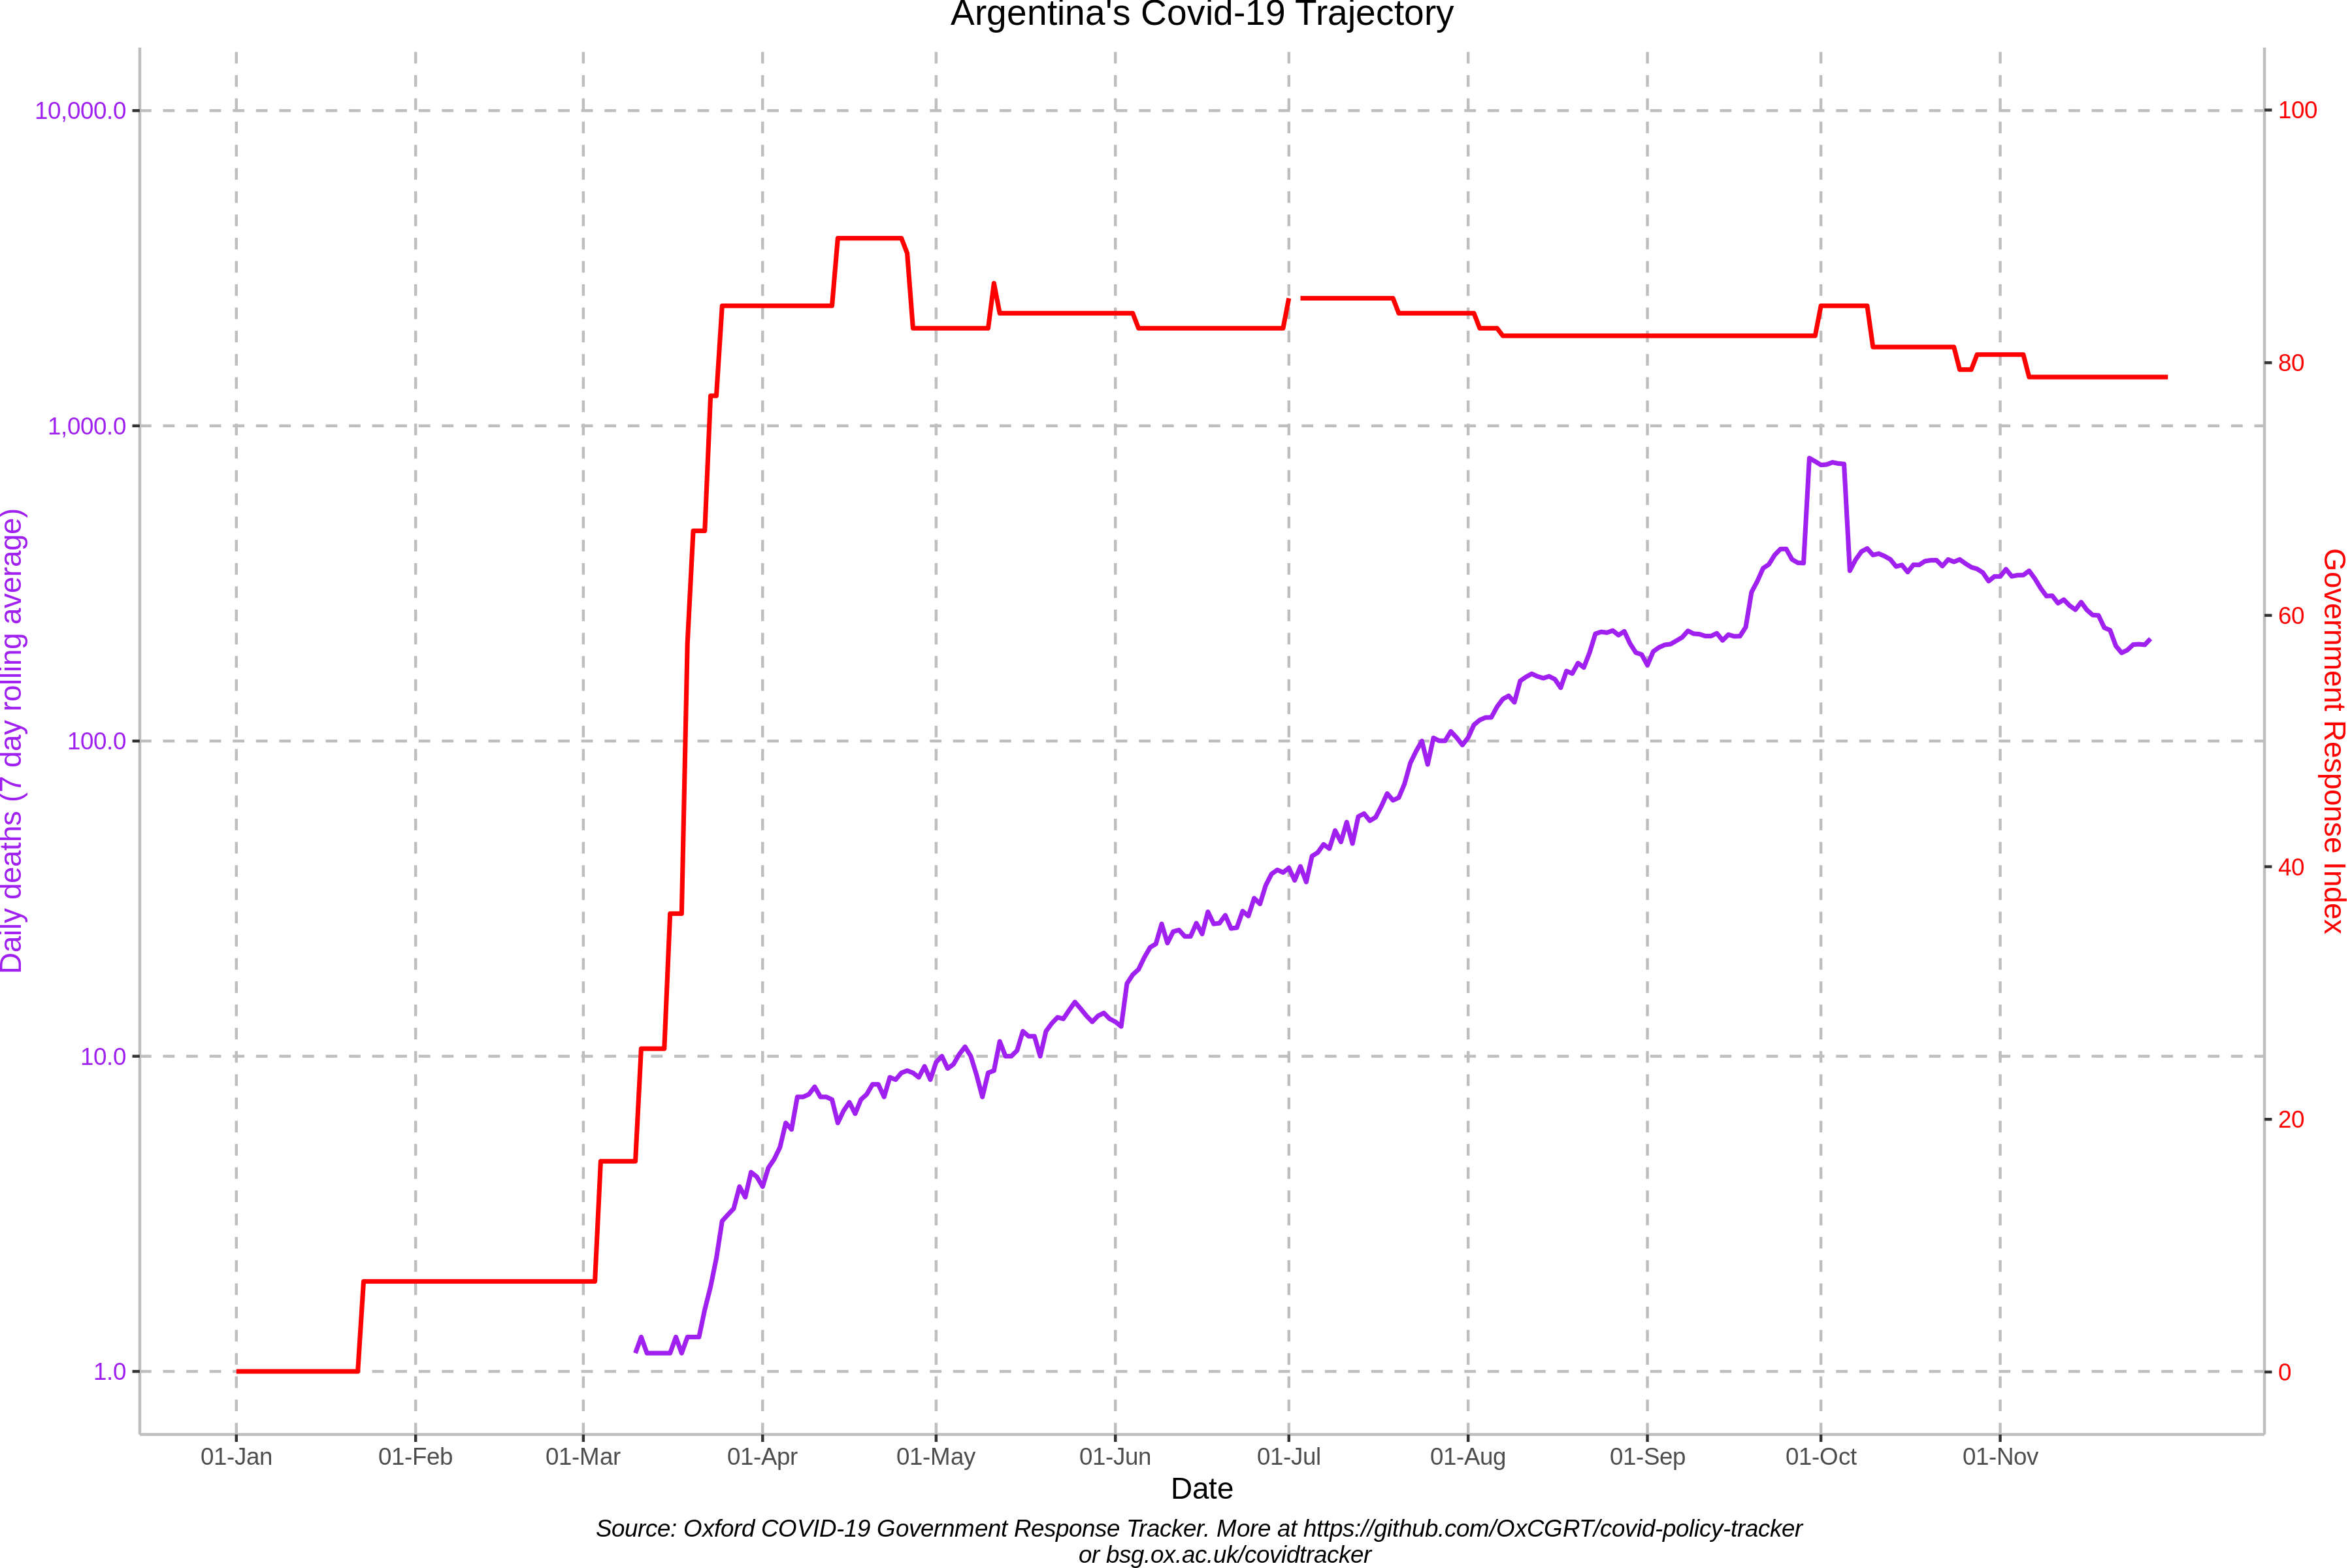 Argentina's Covid-19 Trajectory
10,000.0
1,000.0
100.0
10.0
1.0
Daily deaths (7 day rolling average)
100
80
60
40
20
0
Government Response Index
01-Jan 01-Feb 01-Mar 01-Apr 01-May 01-Jun 01-Jul 01-Aug 01-Sep 01-Oct 01-Nov
Date
Source: Oxford COVID-19 Government Response Tracker. More at https://github.com/OxCGRT/covid-policy-tracker
or bsg.ox.ac.uk/covidtracker